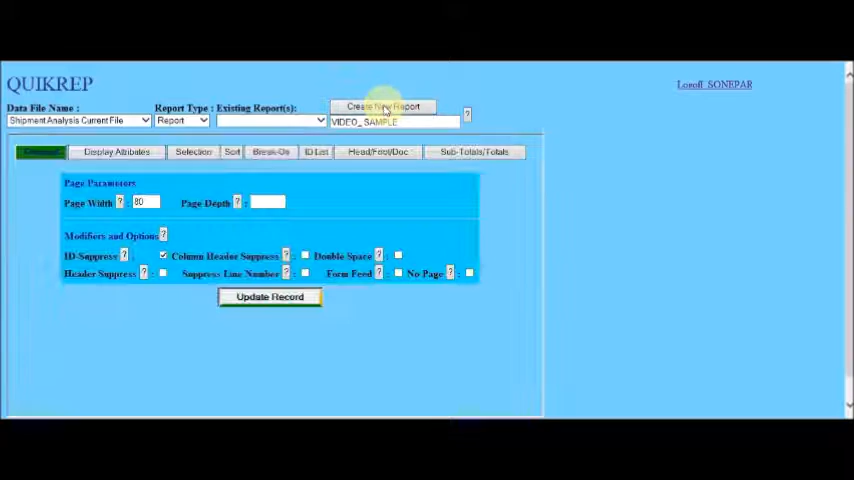 QUIKREP
Logoff SONEPAR
Data File Name :
Report Type :
Existing Report(s):
Create New Report
Shipment Analysis Current File
Report
VIDEO_SAMPLE
?
Display Attributes
Selection
Sort
Break-On
ID List
Head/Foot/Doc
Sub-Totals/Totals
Page Parameters
Page Width ? : 80 Page Depth ? :
Modifiers and Options ?
ID-Suppress ? : Column Header Suppress ? : Double Space ? :
Header Suppress ? : Suppress Line Number ? : Form Feed ? : No Page ? :
Update Record